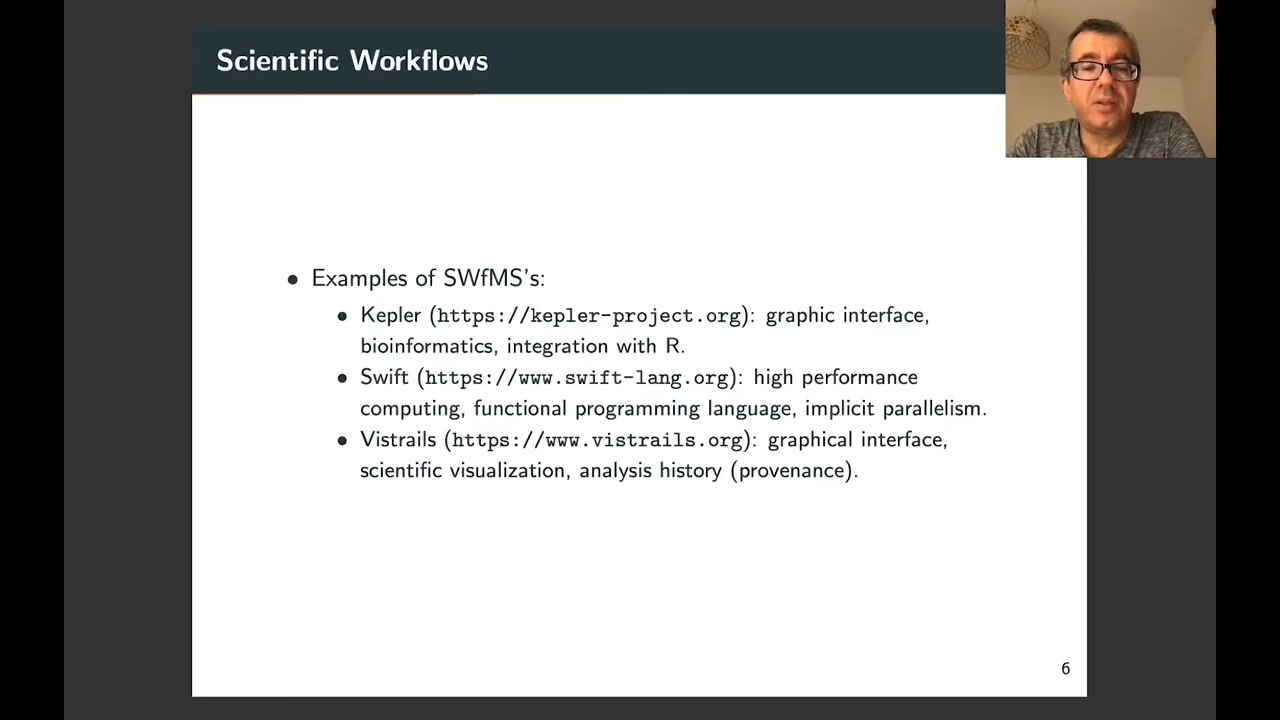 Scientific Workflows
• Examples of SWfMS's:
• Kepler (https://kepler-project.org): graphic interface,
bioinformatics, integration with R.
• Swift (https://www.swift-lang.org): high performance
computing, functional programming language, implicit parallelism.
• Vistrails (https://www.vistrails.org): graphical interface,
scientific visualization, analysis history (provenance).
6